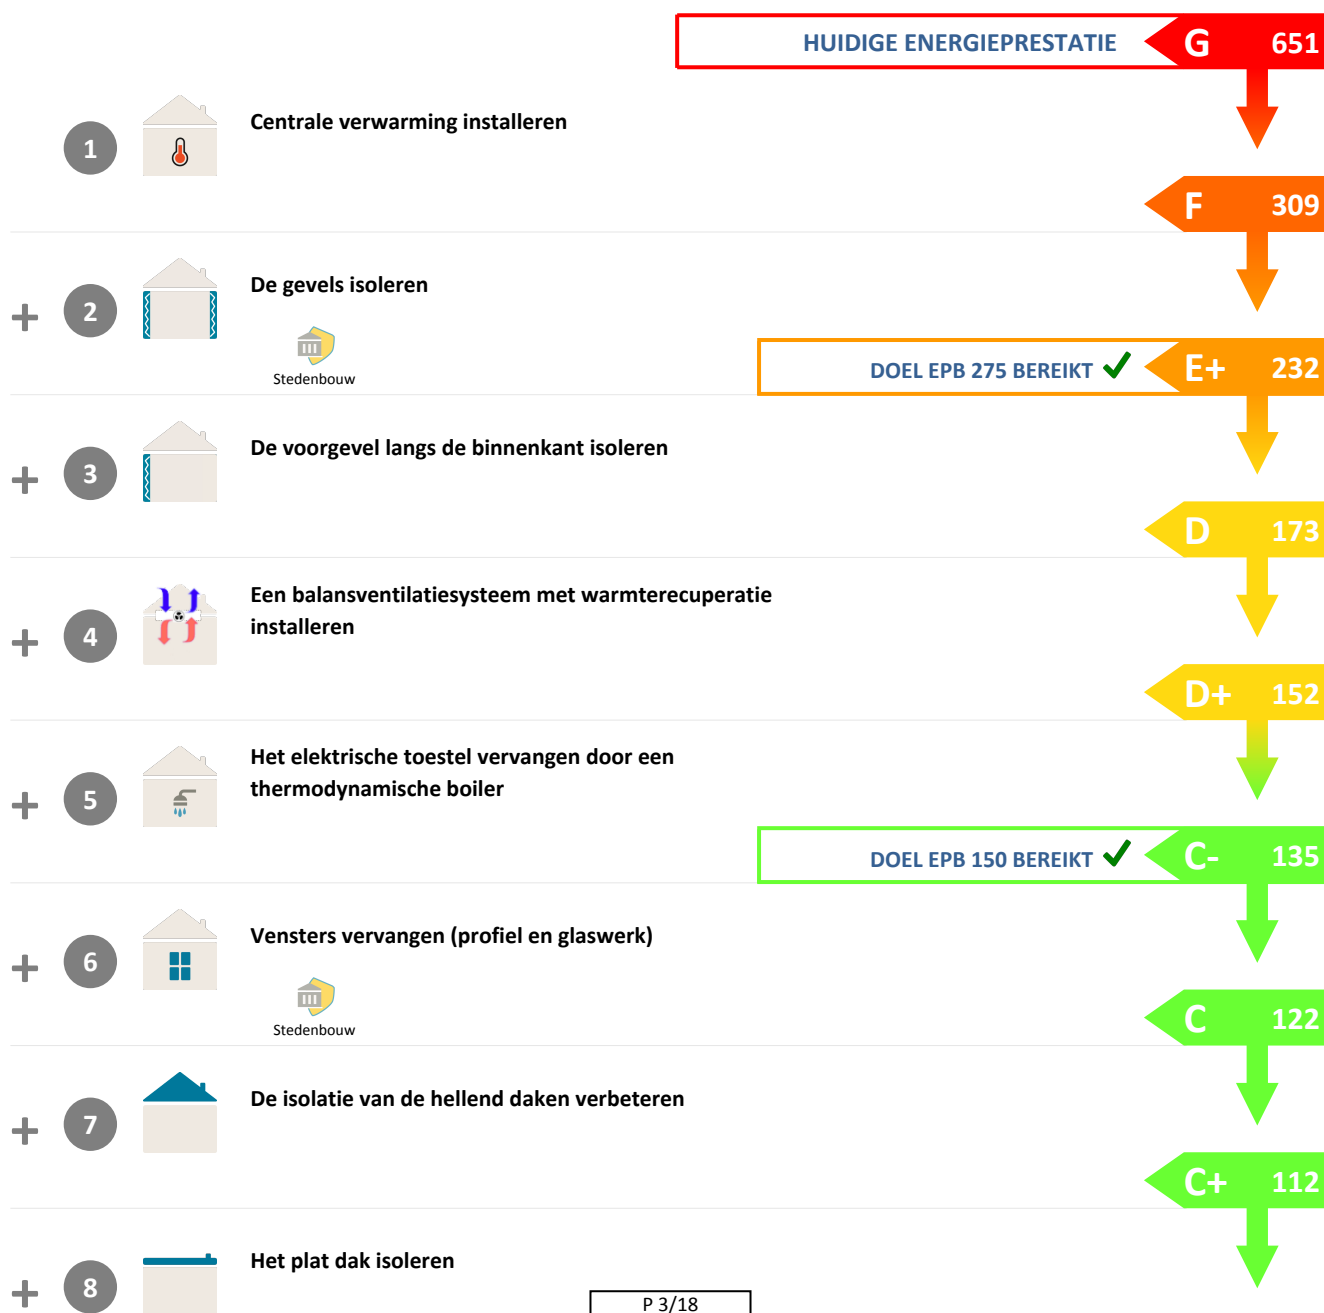 HUIDIGE ENERGIEPRESTATIE G 651
1 Centrale verwarming installeren
F 309
+ 2 De gevels isoleren
Stedenbouw
DOEL EPB 275 BEREIKT E+ 232
+ 3 De voorgevel langs de binnenkant isoleren
D 173
+ 4 Een balansventilatiesysteem met warmterecuperatie
installeren
D+ 152
+ 5 Het elektrische toestel vervangen door een
thermodynamische boiler
DOEL EPB 150 BEREIKT C- 135
+ 6 Vensters vervangen (profiel en glaswerk)
Stedenbouw
C 122
+ 7 De isolatie van de hellend daken verbeteren
C+ 112
+ 8 Het plat dak isoleren
P 3/18